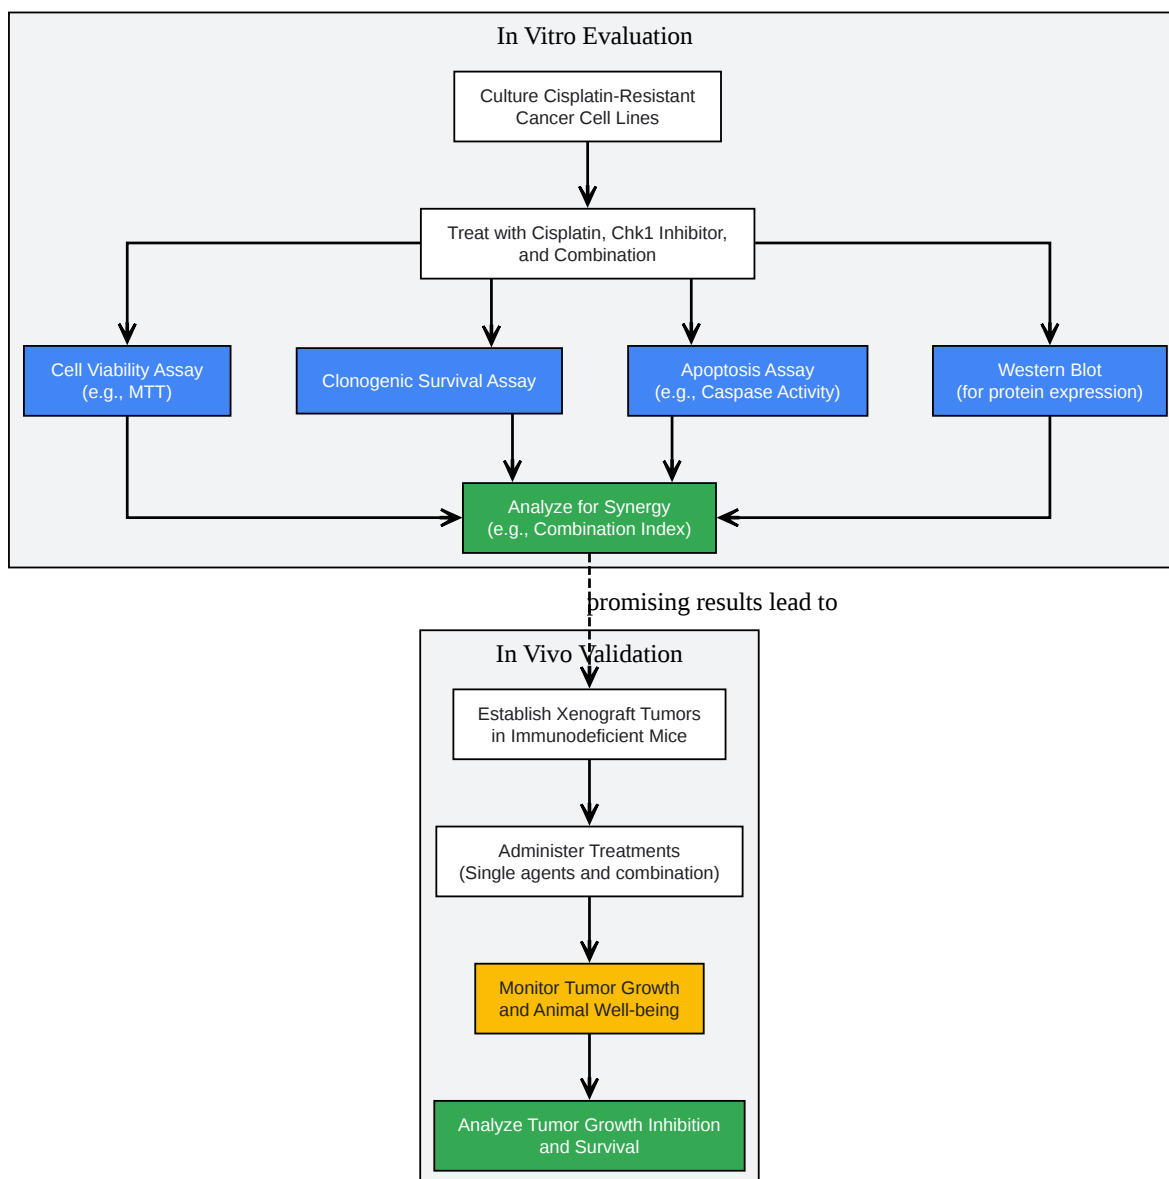 In Vitro Evaluation
Culture Cisplatin-Resistant
Cancer Cell Lines
Treat with Cisplatin, Chk1 Inhibitor,
and Combination
Cell Viability Assay
(e.g., MTT)
Clonogenic Survival Assay
Apoptosis Assay
(e.g., Caspase Activity)
Western Blot
(for protein expression)
Analyze for Synergy
(e.g., Combination Index)
promising results lead to
In Vivo Validation
Establish Xenograft Tumors
in Immunodeficient Mice
Administer Treatments
(Single agents and combination)
Monitor Tumor Growth
and Animal Well-being
Analyze Tumor Growth Inhibition
and Survival